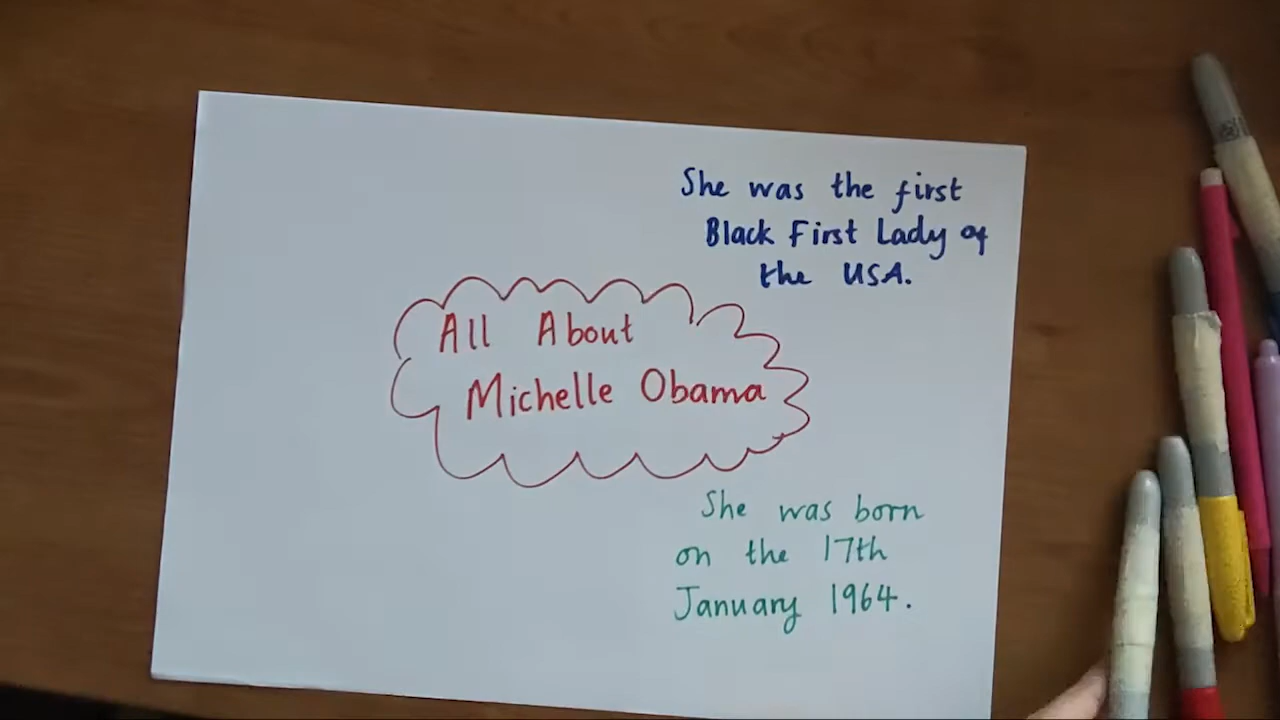 She was the first
Black First Lady of
the USA.
All About
Michelle Obama
She was born
on the 17th
January 1964.